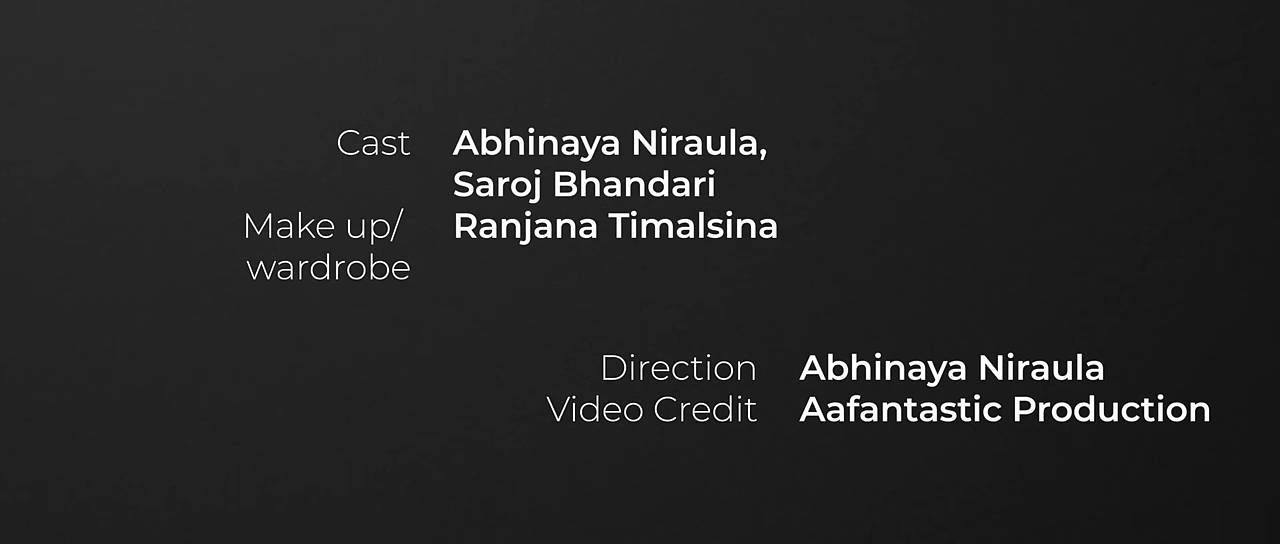 Cast Abhinaya Niraula,
Saroj Bhandari
Make up/ Ranjana Timalsina
wardrobe
Direction Abhinaya Niraula
Video Credit Aafantastic Production